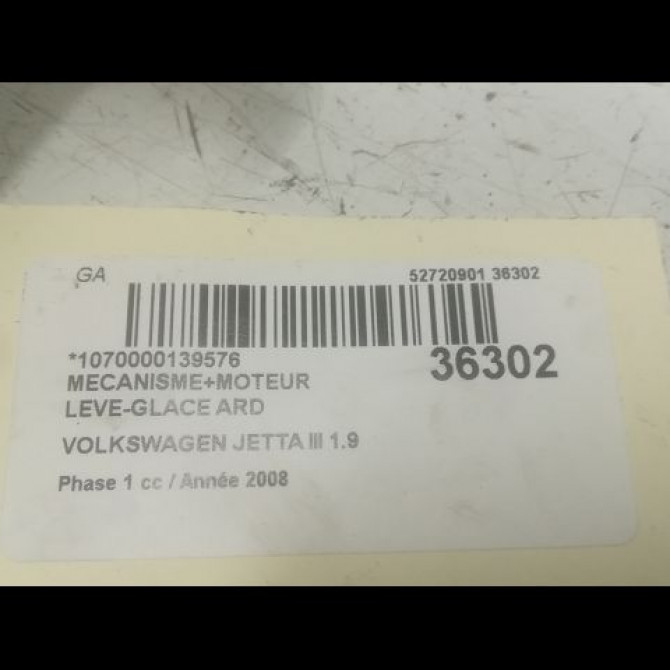 GA 52720901 36302
*1070000139576 36302
MECANISME+MOTEUR
LEVE-GLACE ARD
VOLKSWAGEN JETTA III 1.9
Phase 1 cc / Année 2008